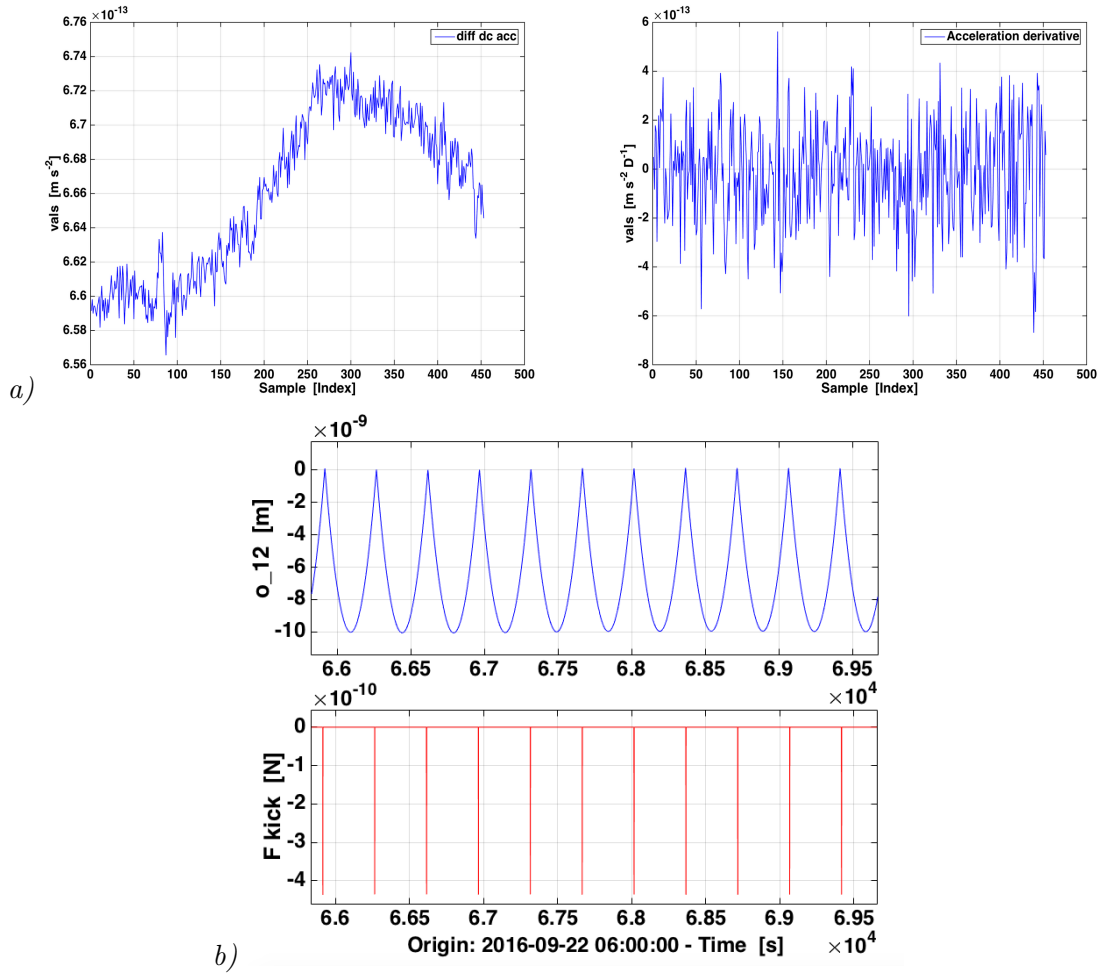 ×10⁻¹³
6.76
6.74
6.72
6.7
6.68
6.66
6.64
6.62
6.6
6.58
6.56
vals [m s⁻²]
diff dc acc
0 50 100 150 200 250 300 350 400 450 500
Sample [Index]
×10⁻¹³
6
4
2
0
-2
-4
-6
-8
vals [m s⁻² D⁻¹]
Acceleration derivative
0 50 100 150 200 250 300 350 400 450 500
Sample [Index]
a)
×10⁻⁹
0
-2
-4
-6
-8
-10
o_12 [m]
6.6 6.65 6.7 6.75 6.8 6.85 6.9 6.95
×10⁴
×10⁻¹⁰
0
-1
-2
-3
-4
F kick [N]
6.6 6.65 6.7 6.75 6.8 6.85 6.9 6.95
Origin: 2016-09-22 06:00:00 - Time [s]
×10⁴
b)